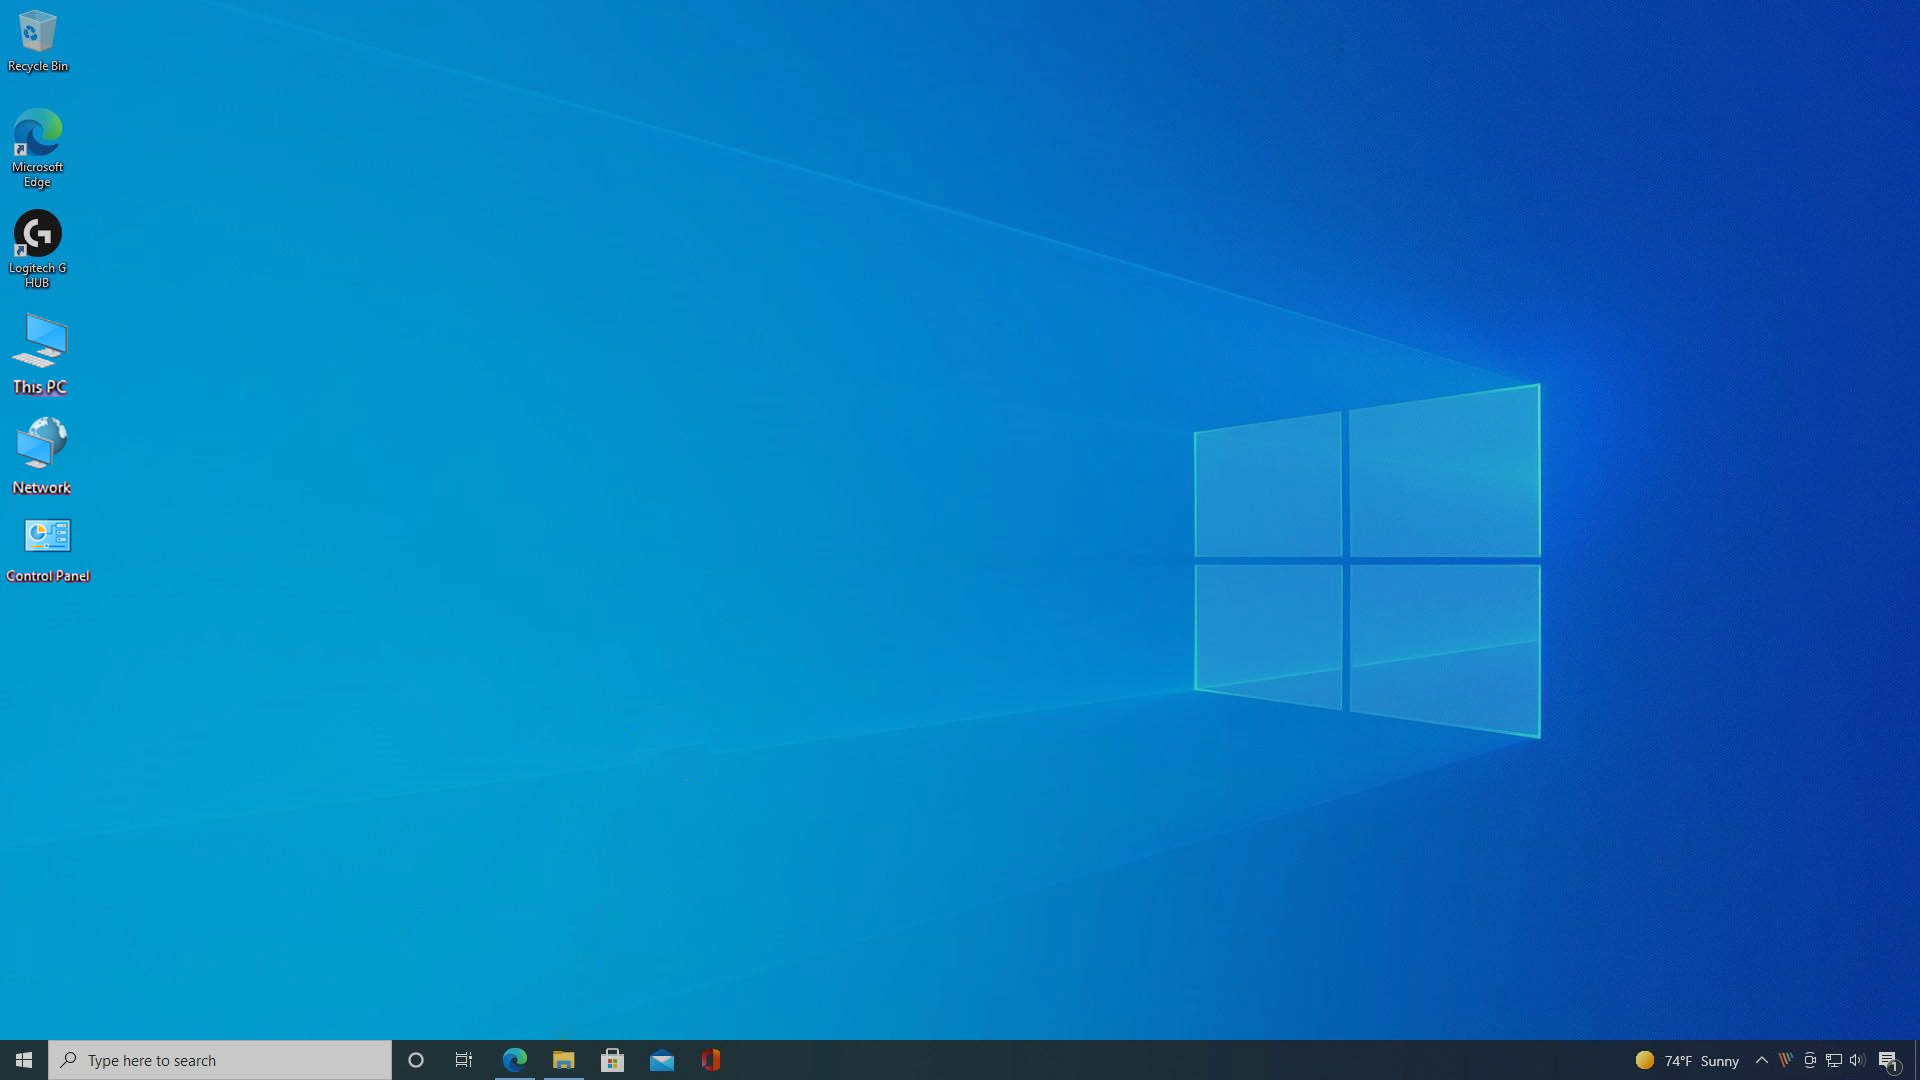 Recycle Bin
Microsoft
Edge
Logitech G
HUB
This PC
Network
Control Panel
Type here to search
74°F Sunny
1